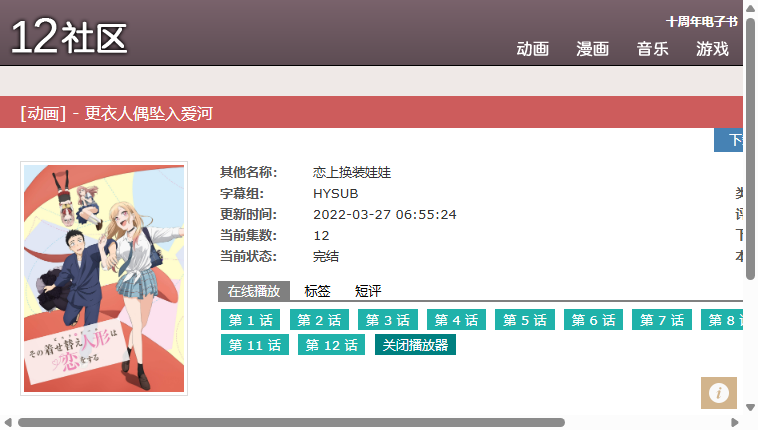 十周年电子书
12社区
动画 漫画 音乐 游戏
[动画] - 更衣人偶坠入爱河
其他名称: 恋上换装娃娃
字幕组: HYSUB
更新时间: 2022-03-27 06:55:24
当前集数: 12
当前状态: 完结
在线播放 标签 短评
第 1 话 第 2 话 第 3 话 第 4 话 第 5 话 第 6 话 第 7 话 第 8
第 11 话 第 12 话 关闭播放器
その着せ替え人形は
恋をする